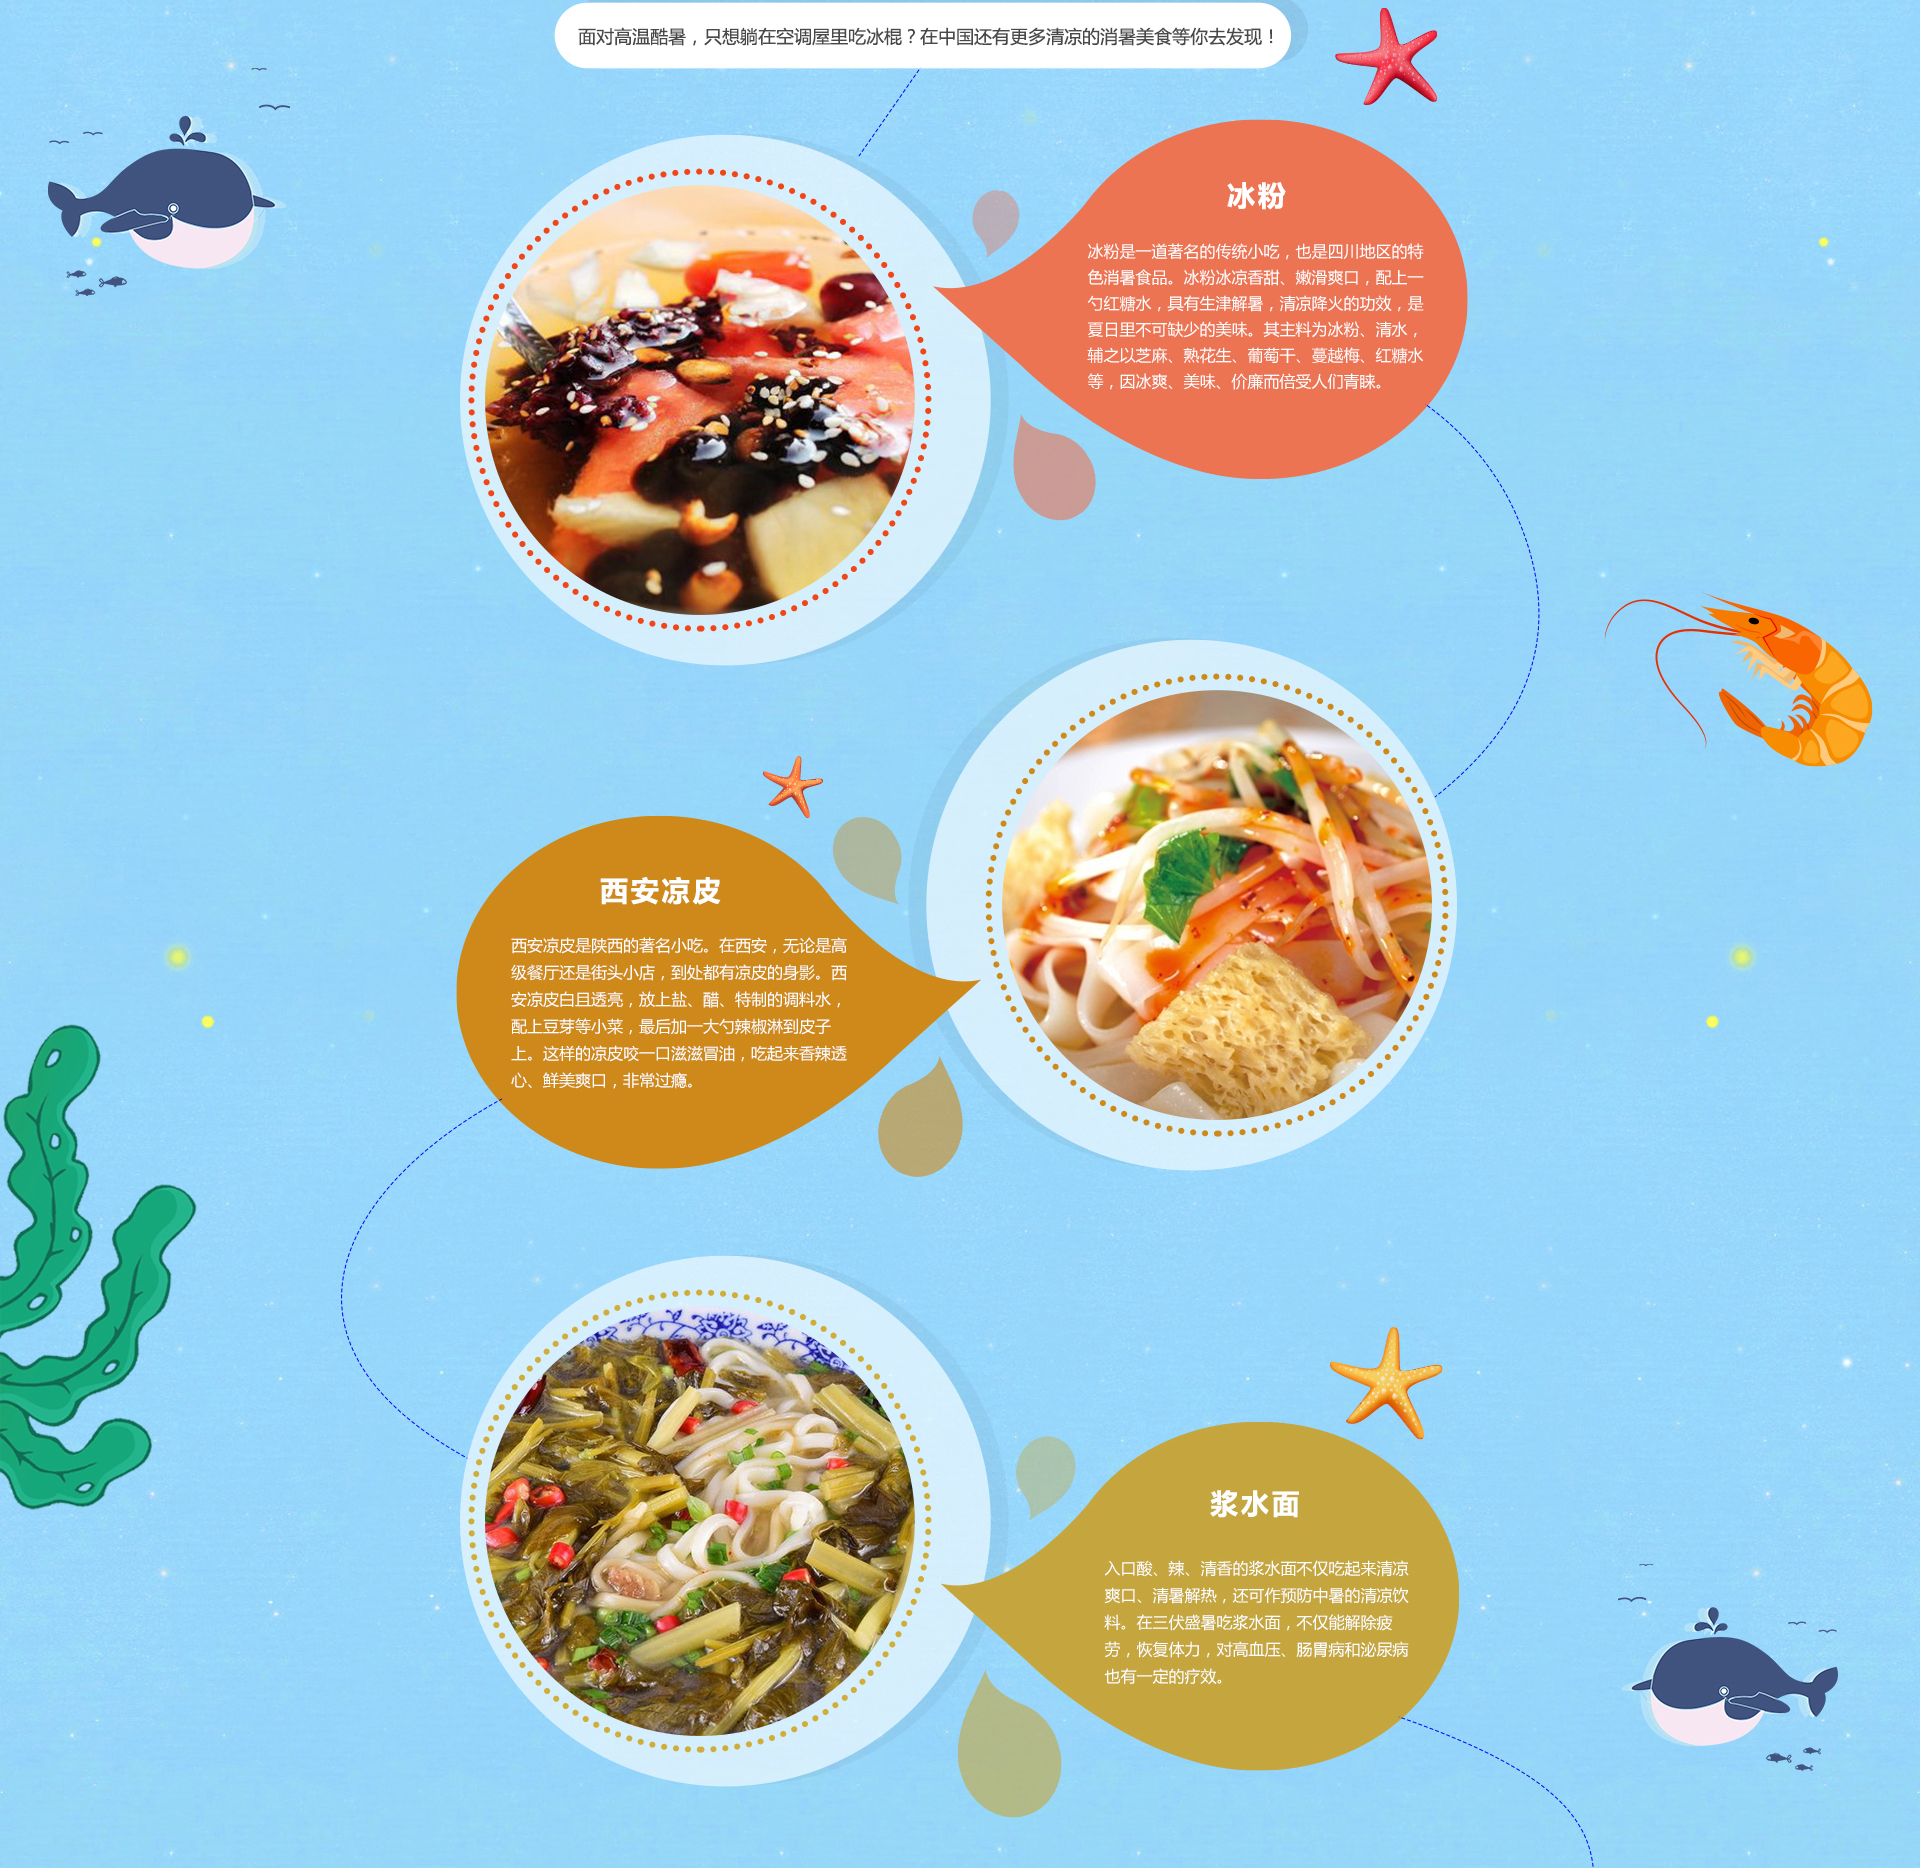 面对高温酷暑，只想躺在空调屋里吃冰棍？在中国还有更多清凉的消暑美食等你去发现！
冰粉
冰粉是一道著名的传统小吃，也是四川地区的特
色消暑食品。冰粉冰凉香甜、嫩滑爽口，配上一
勺红糖水，具有生津解暑，清凉降火的功效，是
夏日里不可缺少的美味。其主料为冰粉、清水，
辅之以芝麻、熟花生、葡萄干、蔓越梅、红糖水
等，因冰爽、美味、价廉而倍受人们青睐。
西安凉皮
西安凉皮是陕西的著名小吃。在西安，无论是高
级餐厅还是街头小店，到处都有凉皮的身影。西
安凉皮白且透亮，放上盐、醋、特制的调料水，
配上豆芽等小菜，最后加一大勺辣椒淋到皮子
上。这样的凉皮咬一口滋滋冒油，吃起来香辣透
心、鲜美爽口，非常过瘾。
浆水面
入口酸、辣、清香的浆水面不仅吃起来清凉
爽口、清暑解热，还可作预防中暑的清凉饮
料。在三伏盛暑吃浆水面，不仅能解除疲
劳，恢复体力，对高血压、肠胃病和泌尿病
也有一定的疗效。